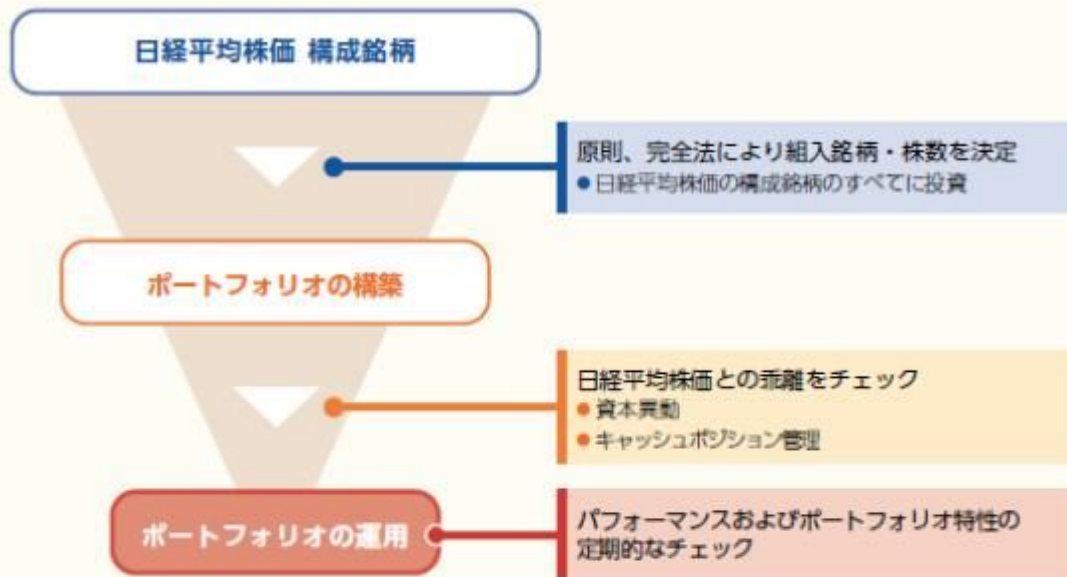 日経平均株価 構成銘柄
原則、完全法により組入銘柄・株数を決定
●日経平均株価の構成銘柄のすべてに投資
ポートフォリオの構築
日経平均株価との乖離をチェック
●資本異動
●キャッシュポジション管理
ポートフォリオの運用
パフォーマンスおよびポートフォリオ特性の
定期的なチェック